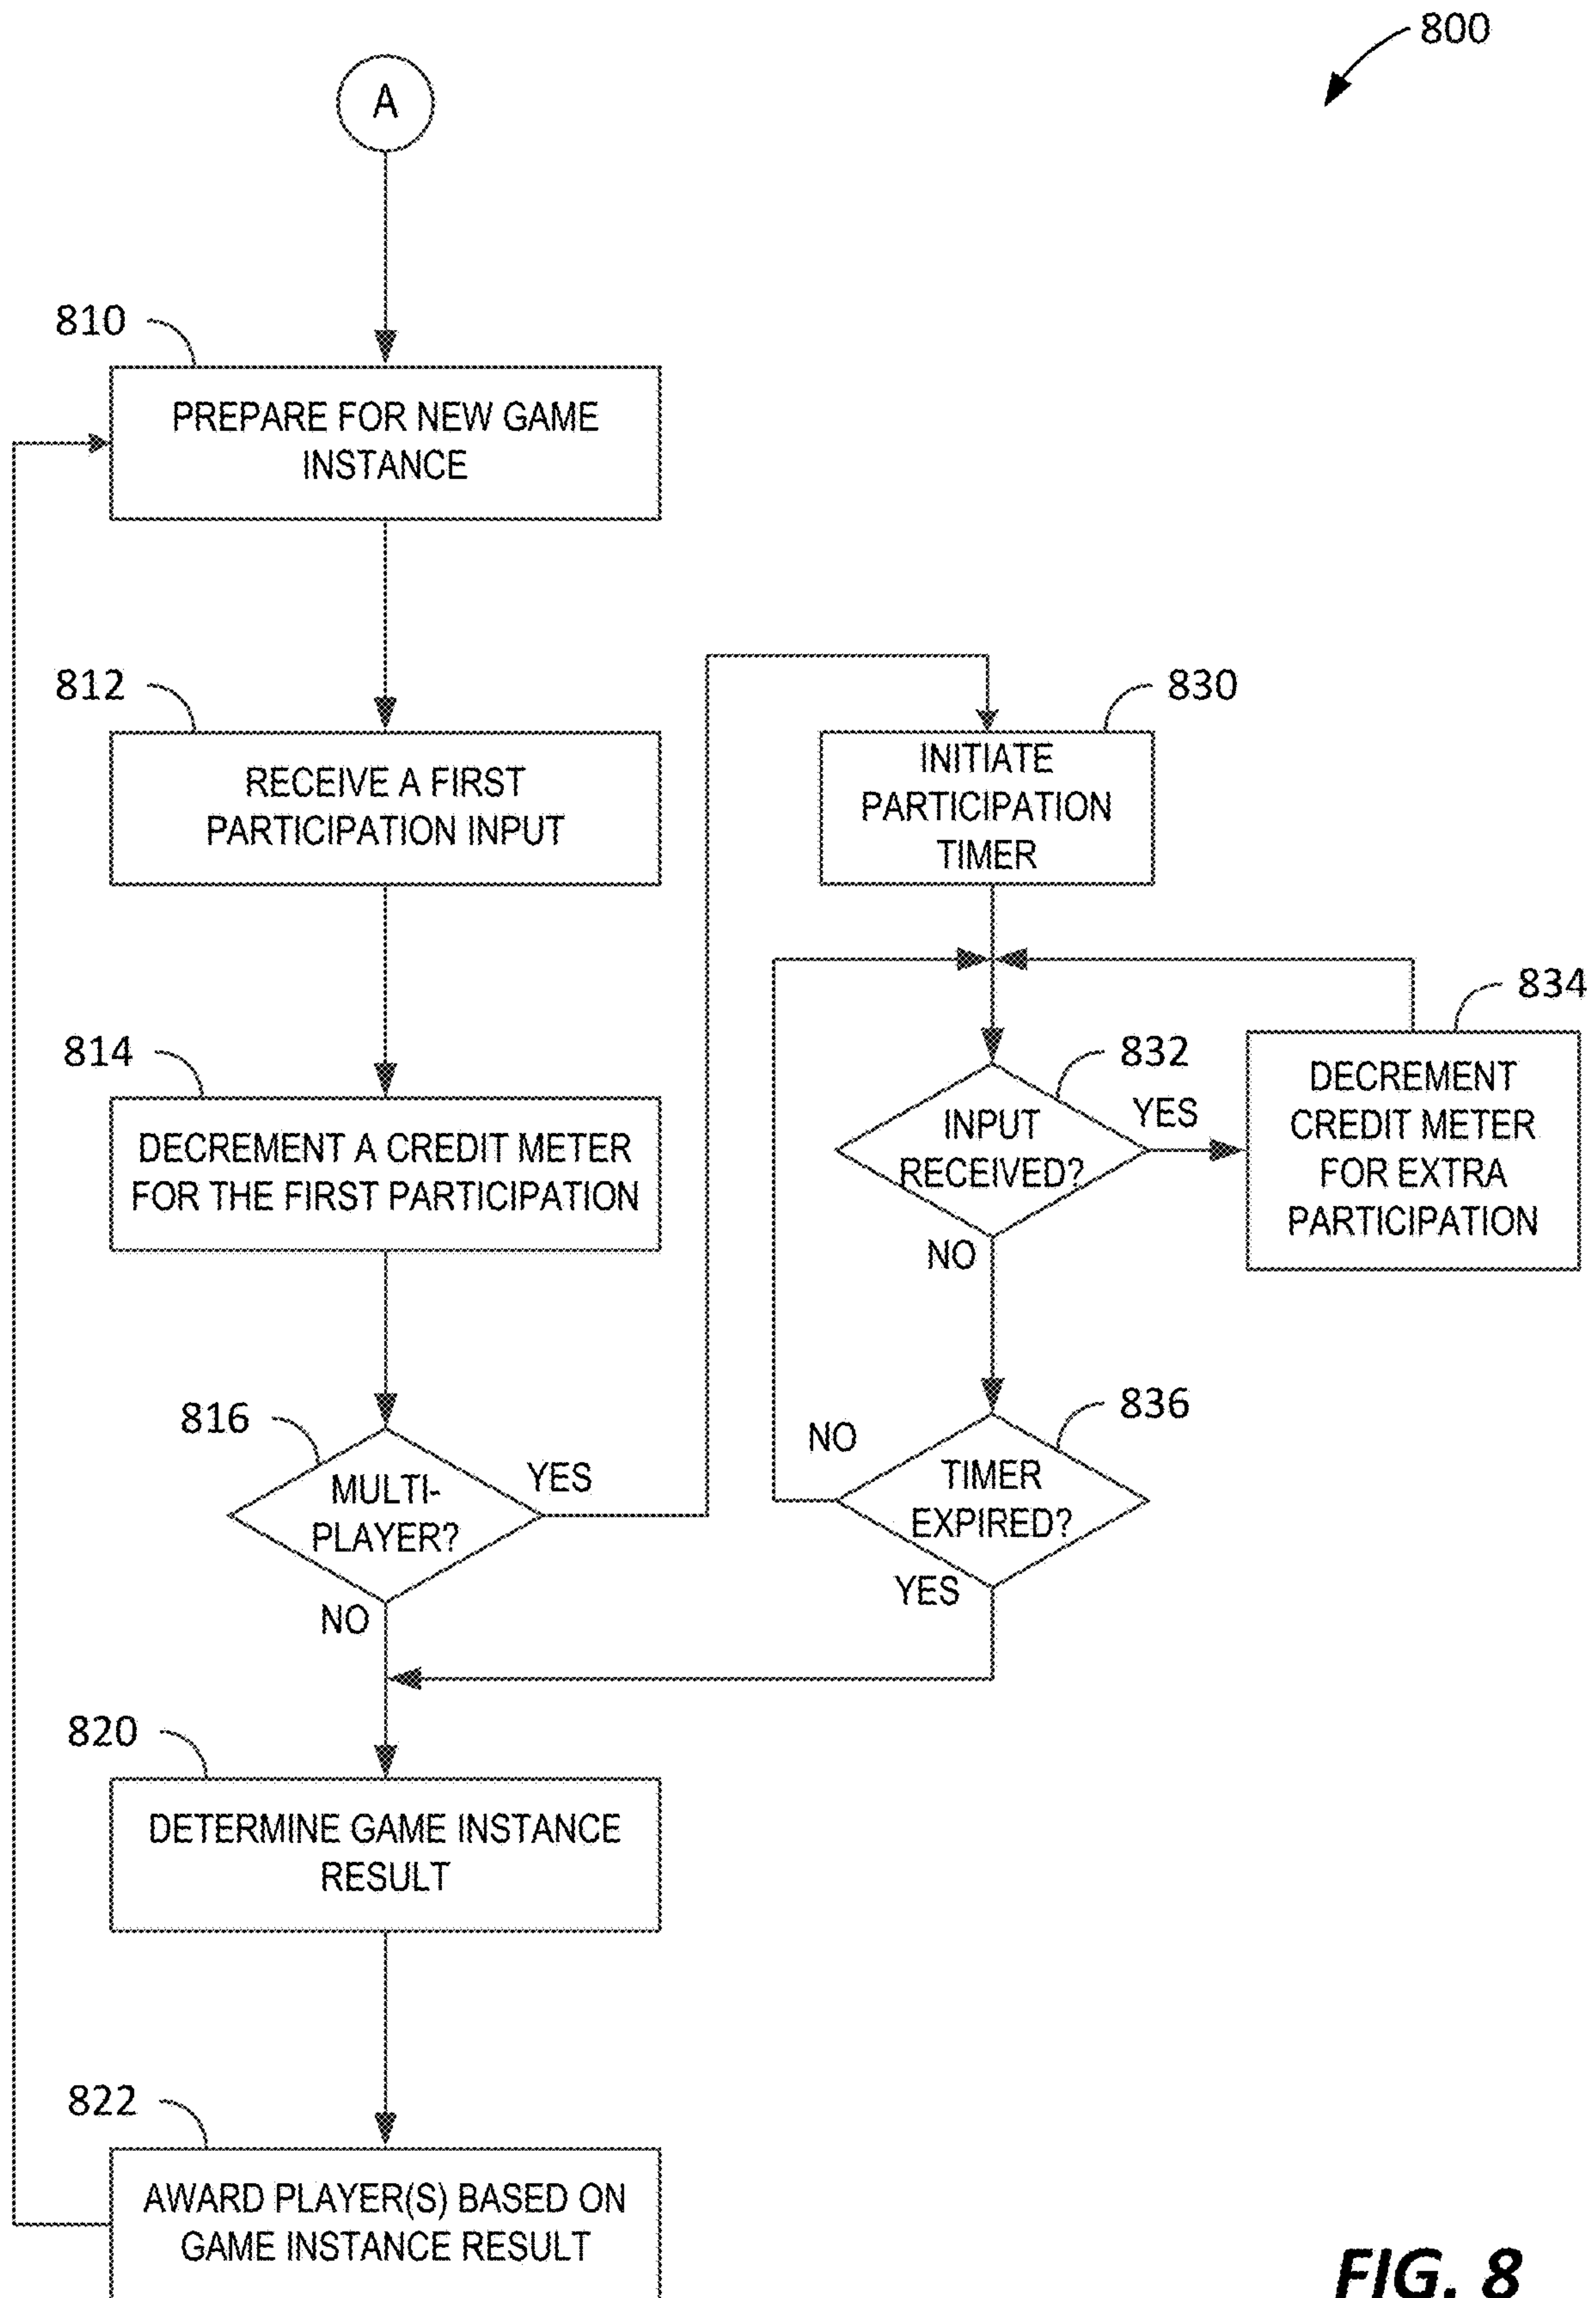 800
A
810
PREPARE FOR NEW GAME
INSTANCE
812
RECEIVE A FIRST
PARTICIPATION INPUT
814
DECREMENT A CREDIT METER
FOR THE FIRST PARTICIPATION
816
MULTI-
PLAYER?
YES
NO
830
INITIATE
PARTICIPATION
TIMER
832
INPUT
RECEIVED?
YES
NO
834
DECREMENT
CREDIT METER
FOR EXTRA
PARTICIPATION
836
TIMER
EXPIRED?
NO
YES
820
DETERMINE GAME INSTANCE
RESULT
822
AWARD PLAYER(S) BASED ON
GAME INSTANCE RESULT
FIG. 8